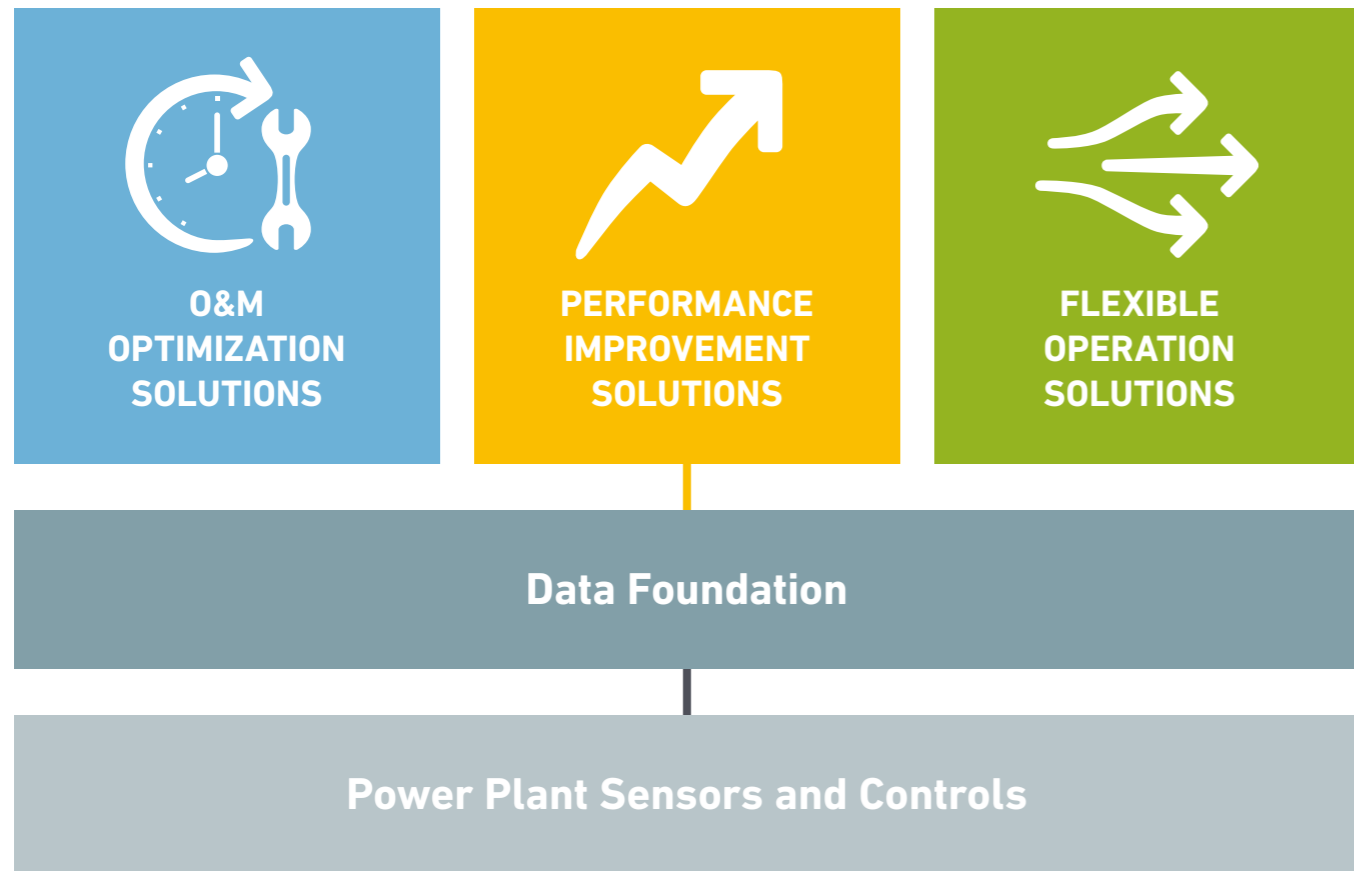 O&M
OPTIMIZATION
SOLUTIONS
PERFORMANCE
IMPROVEMENT
SOLUTIONS
FLEXIBLE
OPERATION
SOLUTIONS
Data Foundation
Power Plant Sensors and Controls